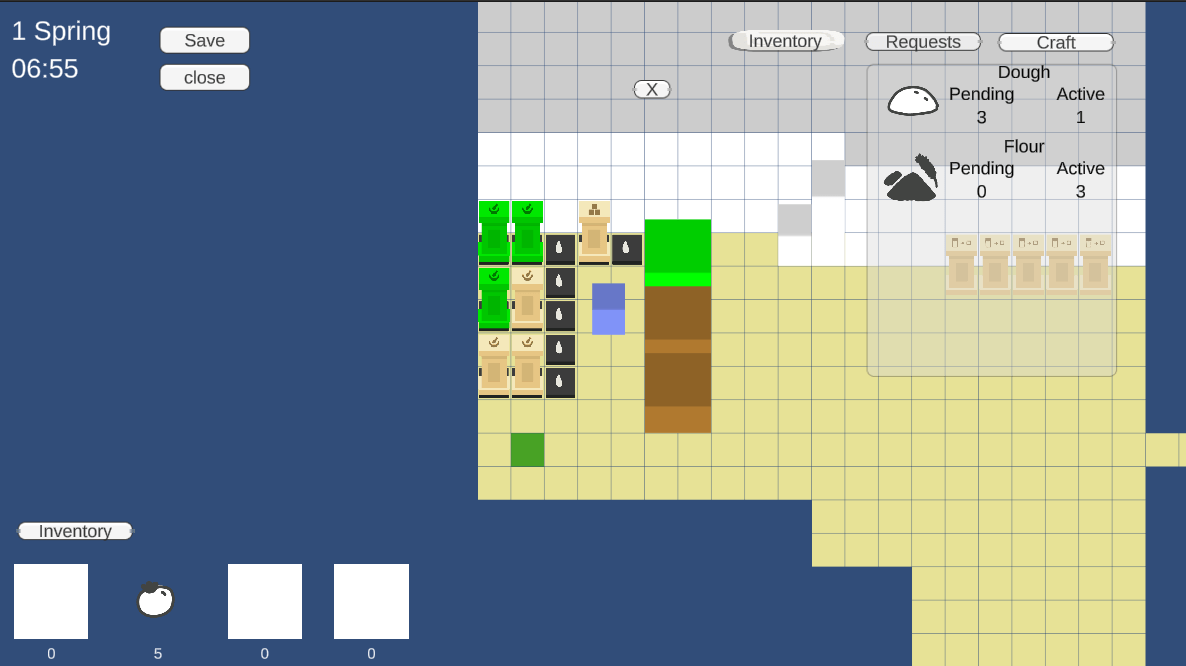 1 Spring
06:55
Save
close
X
Inventory
Requests
Craft
Dough
Pending Active
3 1
Flour
Pending Active
0 3
Inventory
0 5 0 0